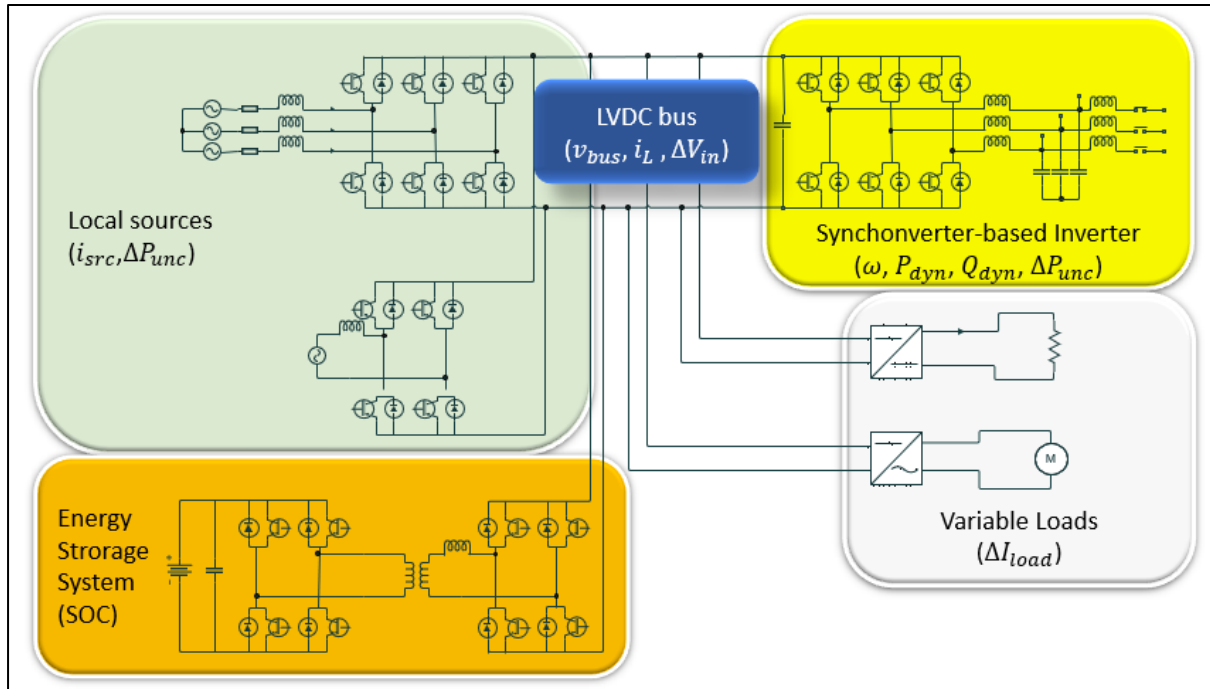 LVDC bus
(v_bus, i_L , ΔV_in)
Local sources
(i_src,ΔP_unc)
Synchonverter-based Inverter
(ω, P_dyn, Q_dyn, ΔP_unc)
M
Variable Loads
(ΔI_load)
Energy
Strorage
System
(SOC)